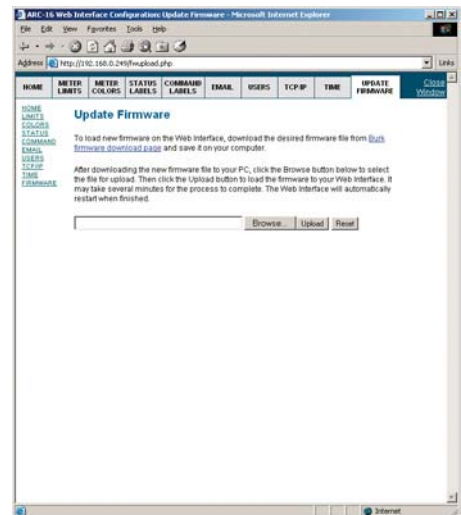 ARC-16 Web Interface Configuration: Update Firmware - Microsoft Internet Explorer
File Edit View Favorites Tools Help
Address http://192.168.0.249/fwupload.php Links
HOME METER LIMITS METER COLORS STATUS LABELS COMMAND LABELS EMAIL USERS TCP/IP TIME UPDATE FIRMWARE Close Window
HOME
LIMITS
COLORS
STATUS
COMMAND
EMAIL
USERS
TCP/IP
TIME
FIRMWARE
Update Firmware
To load new firmware on the Web Interface, download the desired firmware file from Burk
firmware download page and save it on your computer.
After downloading the new firmware file to your PC, click the Browse button below to select
the file for upload. Then click the Upload button to load the firmware to your Web Interface. It
may take several minutes for the process to complete. The Web Interface will automatically
restart when finished.
Browse... Upload Reset
Internet